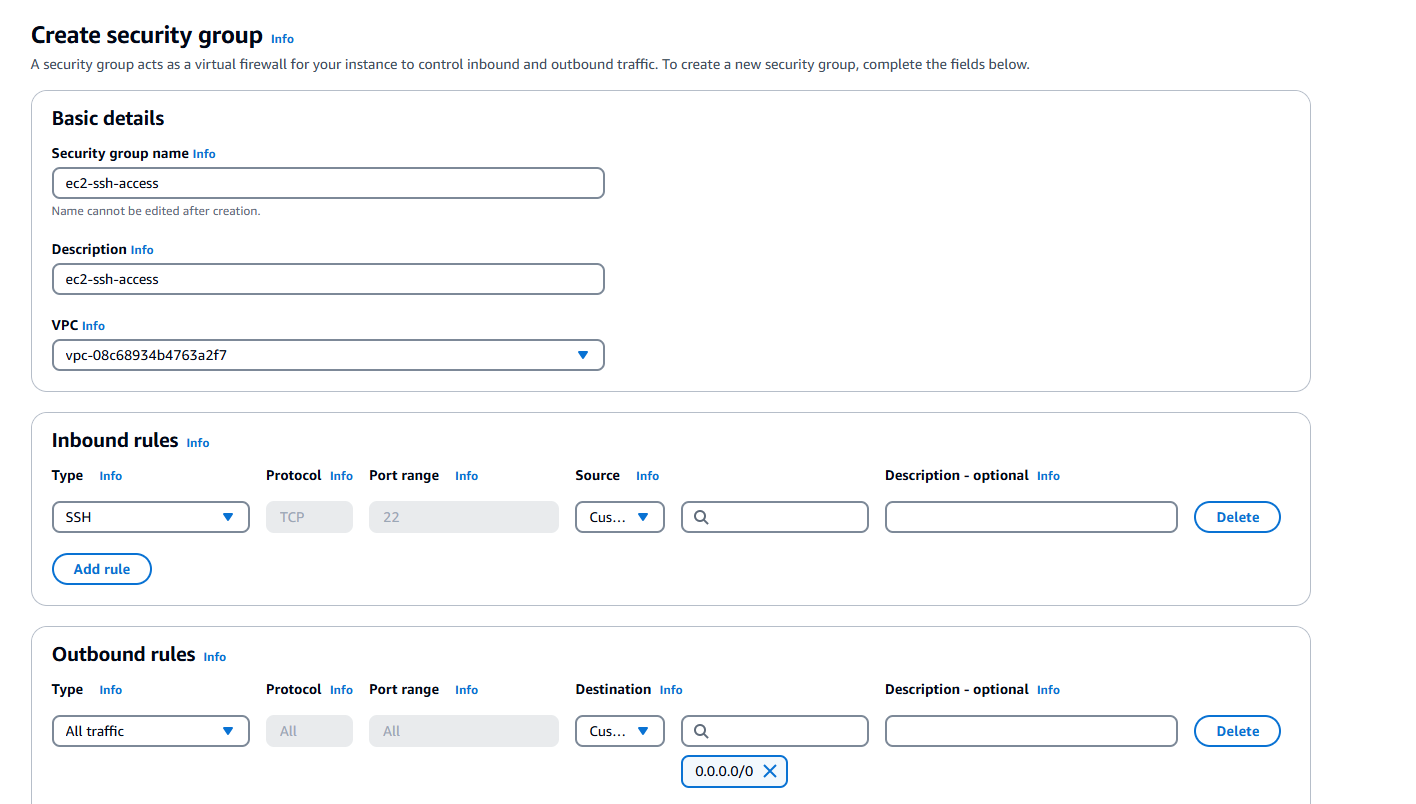 Create security group Info
A security group acts as a virtual firewall for your instance to control inbound and outbound traffic. To create a new security group, complete the fields below.
Basic details
Security group name Info
ec2-ssh-access
Name cannot be edited after creation.
Description Info
ec2-ssh-access
VPC Info
vpc-08c68934b4763a2f7
Inbound rules Info
Type Info Protocol Info Port range Info Source Info Description - optional Info
SSH TCP 22 Cus... Delete
Add rule
Outbound rules Info
Type Info Protocol Info Port range Info Destination Info Description - optional Info
All traffic All All Cus... Delete
0.0.0.0/0